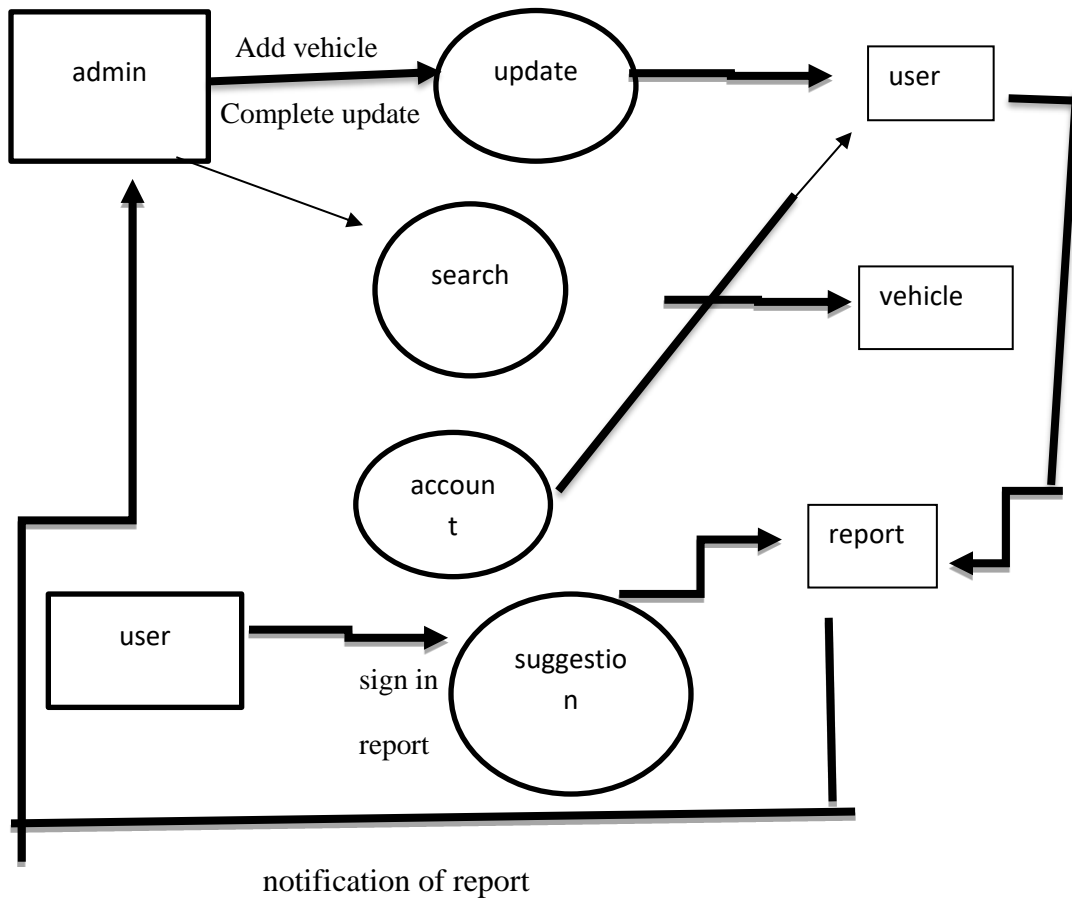 admin
Add vehicle
Complete update
update
user
search
vehicle
accoun
t
report
user
sign in
report
suggestio
n
notification of report